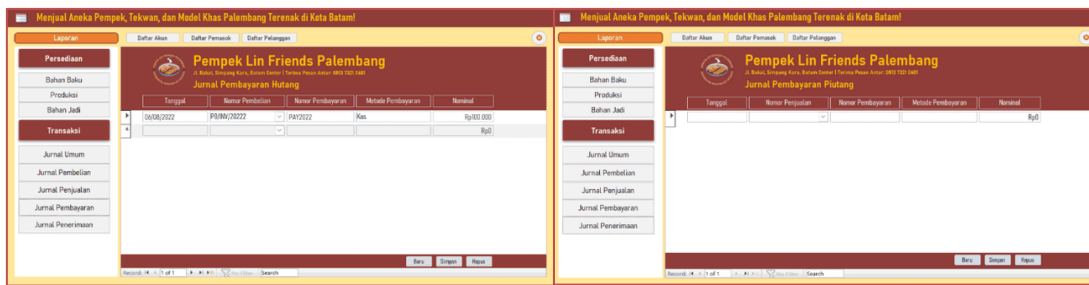 Menjual Aneka Pempek, Tekwan, dan Model Khas Palembang Terenak di Kota Batam!
Laporan
Daftar Akun
Daftar Pemasok
Daftar Pelanggan
Persediaan
Bahan Baku
Produksi
Bahan Jadi
Transaksi
Jurnal Umum
Jurnal Pembelian
Jurnal Penjualan
Jurnal Pembayaran
Jurnal Penerimaan
Pempek Lin Friends Palembang
Jurnal Pembayaran Hutang
Tanggal Nomor Pembelian Nomor Pembayaran Metode Pembayaran Nominal
06/08/2022 PB/INV/20222 PAY2022 Kas Rp100.000
Rp0
Baru Simpan Hapus
Record: 1 of 1 No Filter Search
Menjual Aneka Pempek, Tekwan, dan Model Khas Palembang Terenak di Kota Batam!
Laporan
Daftar Akun
Daftar Pemasok
Daftar Pelanggan
Persediaan
Bahan Baku
Produksi
Bahan Jadi
Transaksi
Jurnal Umum
Jurnal Pembelian
Jurnal Penjualan
Jurnal Pembayaran
Jurnal Penerimaan
Pempek Lin Friends Palembang
Jurnal Pembayaran Piutang
Tanggal Nomor Penjualan Nomor Pembayaran Metode Pembayaran Nominal
Rp0
Baru Simpan Hapus
Record: 1 of 1 No Filter Search